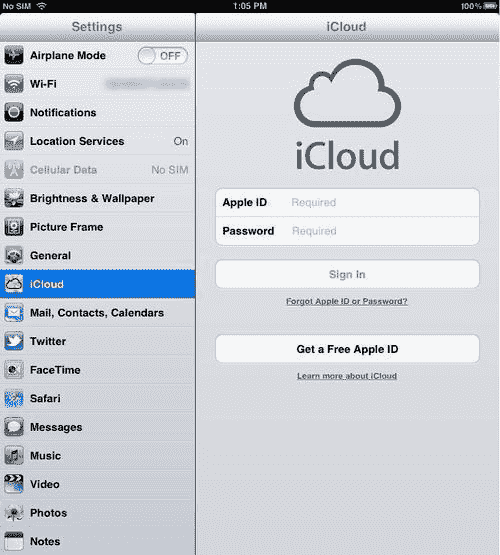 No SIM 1:05 PM 100%
Settings
iCloud
Airplane Mode OFF
Wi-Fi
Notifications
Location Services On
Cellular Data No SIM
Brightness & Wallpaper
Picture Frame
General
iCloud
Mail, Contacts, Calendars
Twitter
FaceTime
Safari
Messages
Music
Video
Photos
Notes
iCloud
Apple ID Required
Password Required
Sign In
Forgot Apple ID or Password?
Get a Free Apple ID
Learn more about iCloud